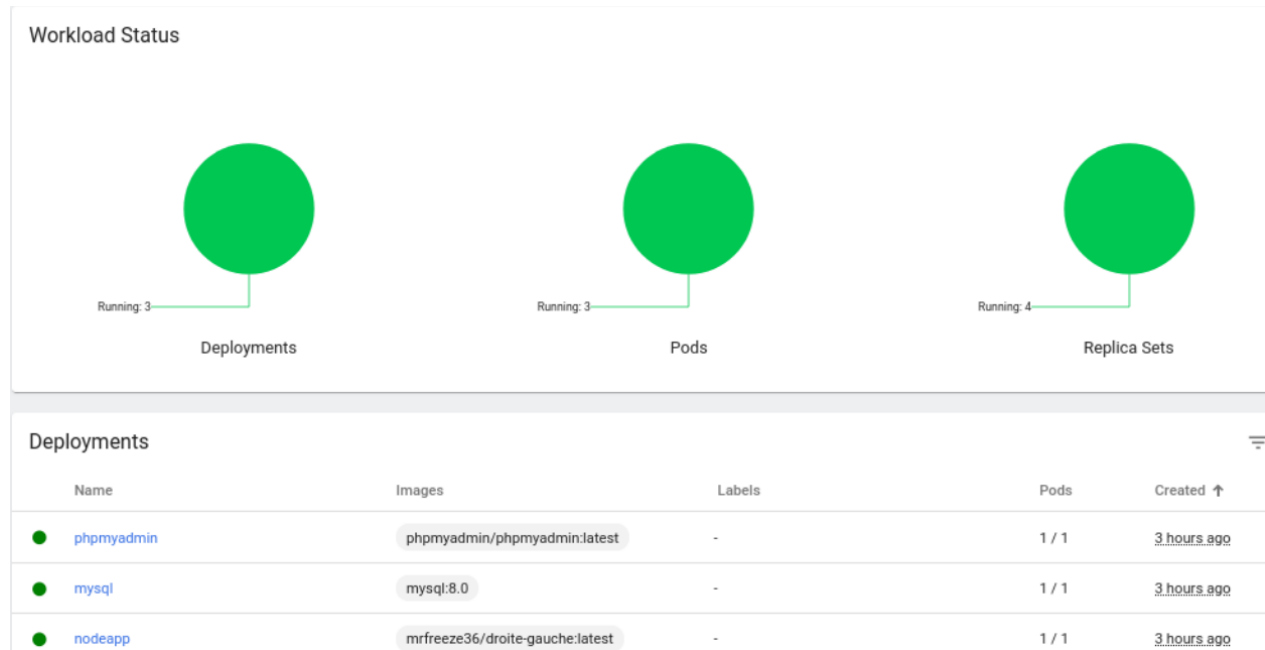 Workload Status
Running: 3
Running: 3
Running: 4
Deployments
Pods
Replica Sets
Deployments
Name Images Labels Pods Created ↑
phpmyadmin phpmyadmin/phpmyadmin:latest - 1 / 1 3 hours ago
mysql mysql:8.0 - 1 / 1 3 hours ago
nodeapp mrfreeze36/droite-gauche:latest - 1 / 1 3 hours ago